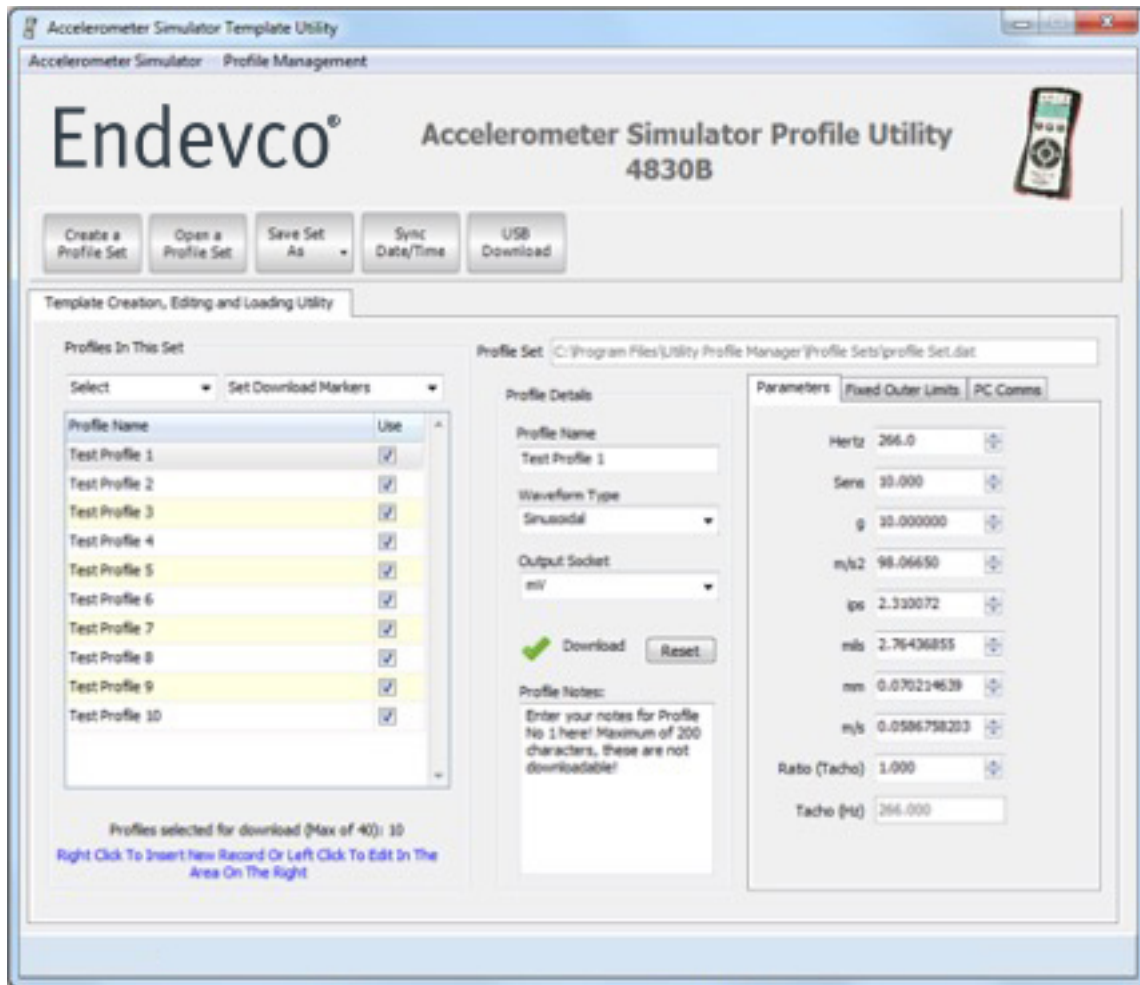 Accelerometer Simulator Template Utility
Accelerometer Simulator Profile Management
Endevco®
Accelerometer Simulator Profile Utility
4830B
Create a
Profile Set
Open a
Profile Set
Save Set
As
Sync
Date/Time
USB
Download
Template Creation, Editing and Loading Utility
Profiles In This Set
Select
Set Download Markers
Profile Name Use
Test Profile 1
Test Profile 2
Test Profile 3
Test Profile 4
Test Profile 5
Test Profile 6
Test Profile 7
Test Profile 8
Test Profile 9
Test Profile 10
Profiles selected for download (Max of 40): 10
Right Click To Insert New Record Or Left Click To Edit In The
Area On The Right
Profile Set C:\Program Files\Utility Profile Manager\Profile Sets\profile Set.dat
Profile Details
Profile Name
Test Profile 1
Waveform Type
Sinusoidal
Output Socket
mV
Download Reset
Profile Notes:
Enter your notes for Profile
No 1 here! Maximum of 200
characters, these are not
downloadable!
Parameters Fixed Outer Limits PC Comms
Hertz 266.0
Sens 10.000
g 10.000000
m/s2 98.06650
ips 2.310072
mils 2.76436855
mm 0.070214639
m/s 0.0586758203
Ratio (Tacho) 1.000
Tacho (Hz) 266.000